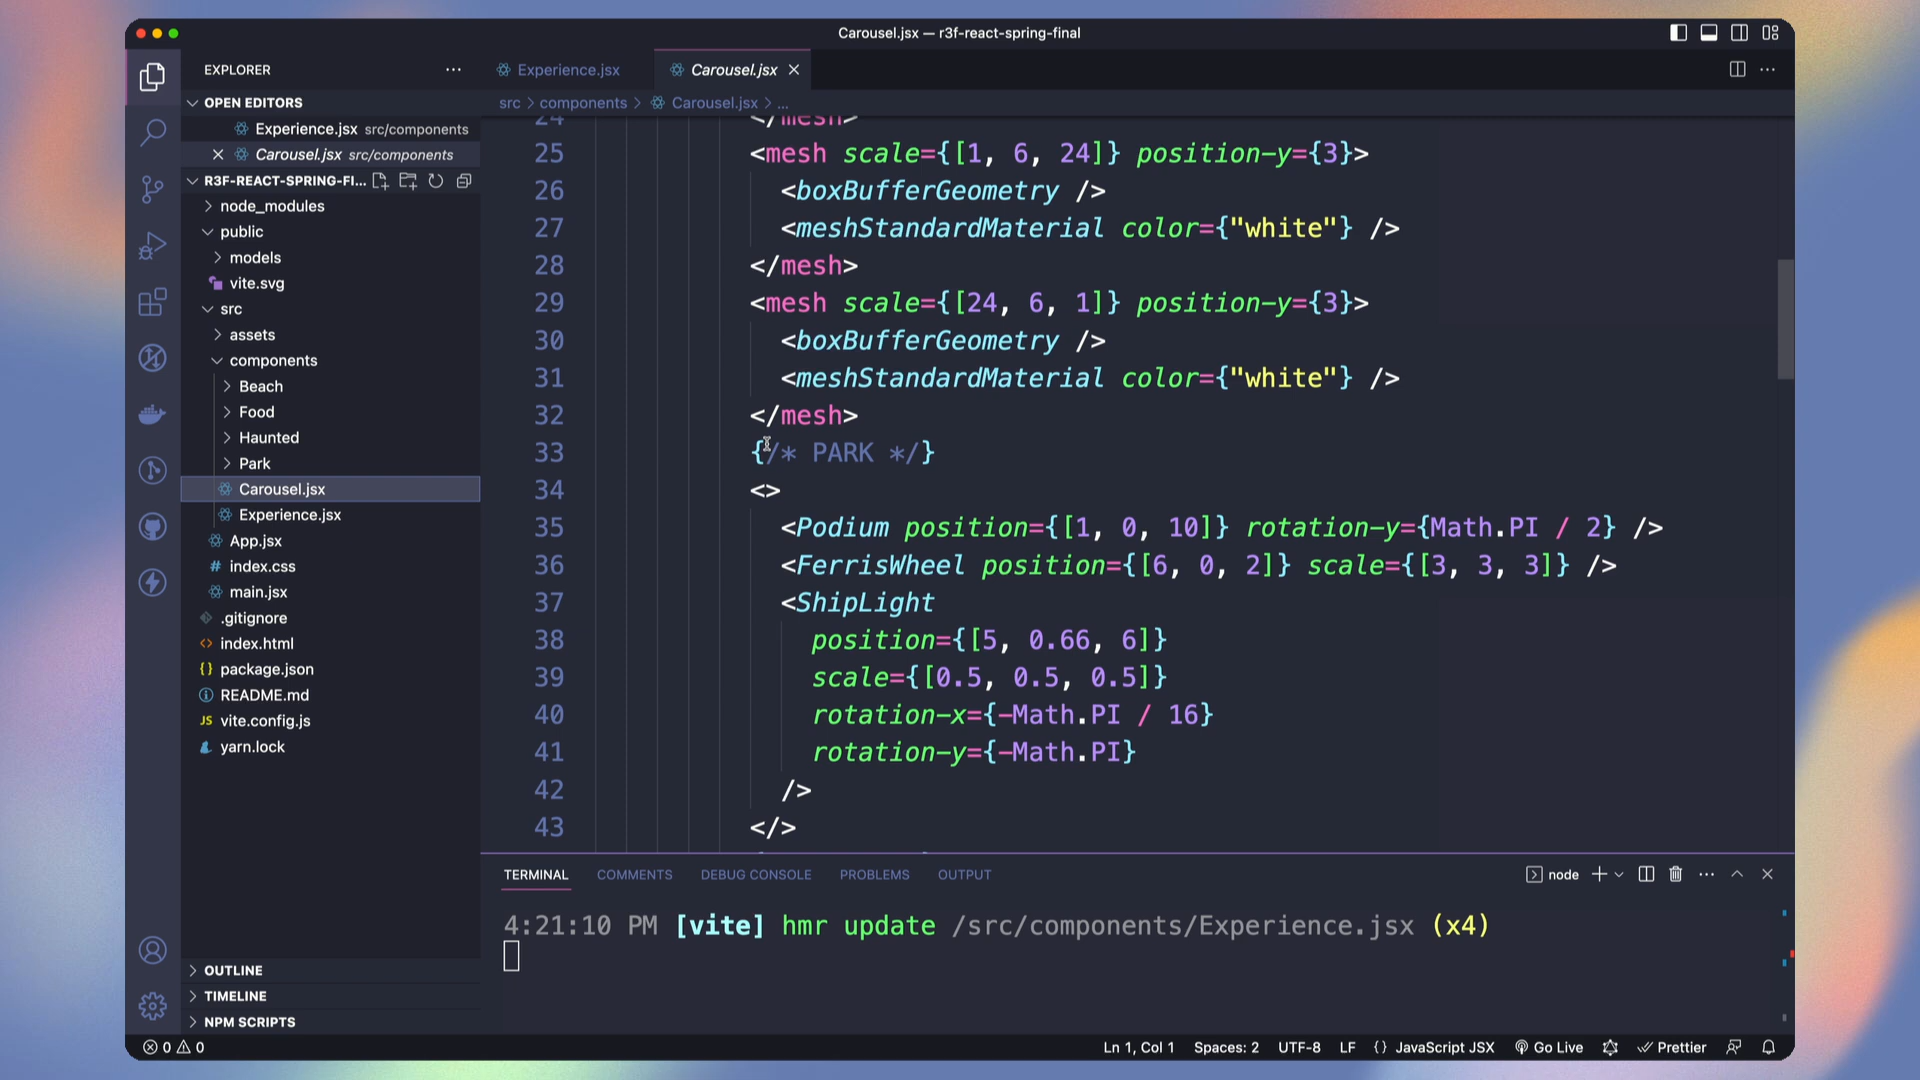 Carousel.jsx — r3f-react-spring-final
EXPLORER
Experience.jsx
Carousel.jsx
OPEN EDITORS
src > components > Carousel.jsx > ...
Experience.jsx src/components
Carousel.jsx src/components
R3F-REACT-SPRING-FI...
node_modules
public
models
vite.svg
src
assets
components
Beach
Food
Haunted
Park
Carousel.jsx
Experience.jsx
App.jsx
# index.css
main.jsx
.gitignore
<> index.html
{} package.json
README.md
JS vite.config.js
yarn.lock
OUTLINE
TIMELINE
NPM SCRIPTS
24 </mesh>
25 <mesh scale={[1, 6, 24]} position-y={3}>
26 <boxBufferGeometry />
27 <meshStandardMaterial color={"white"} />
28 </mesh>
29 <mesh scale={[24, 6, 1]} position-y={3}>
30 <boxBufferGeometry />
31 <meshStandardMaterial color={"white"} />
32 </mesh>
33 {/* PARK */}
34 <>
35 <Podium position={[1, 0, 10]} rotation-y={Math.PI / 2} />
36 <FerrisWheel position={[6, 0, 2]} scale={[3, 3, 3]} />
37 <ShipLight
38 position={[5, 0.66, 6]}
39 scale={[0.5, 0.5, 0.5]}
40 rotation-x={-Math.PI / 16}
41 rotation-y={-Math.PI}
42 />
43 </>
TERMINAL COMMENTS DEBUG CONSOLE PROBLEMS OUTPUT
node
4:21:10 PM [vite] hmr update /src/components/Experience.jsx (x4)
0 0
Ln 1, Col 1 Spaces: 2 UTF-8 LF {} JavaScript JSX Go Live Prettier